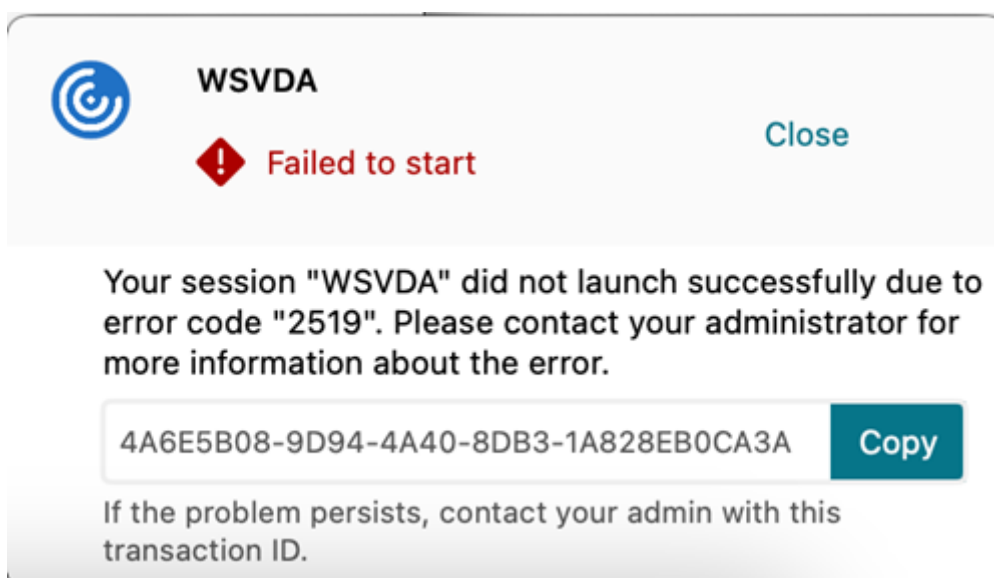 WSVDA
Failed to start
Close
Your session "WSVDA" did not launch successfully due to
error code "2519". Please contact your administrator for
more information about the error.
4A6E5B08-9D94-4A40-8DB3-1A828EB0CA3A
Copy
If the problem persists, contact your admin with this
transaction ID.